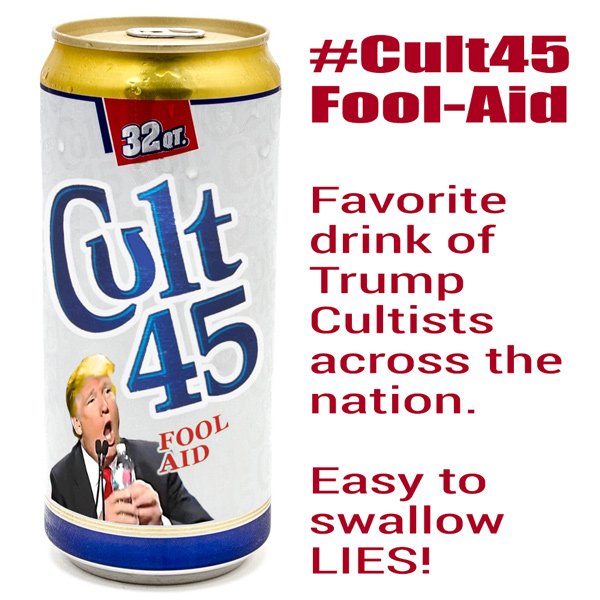 32 QT.
Cult
45
FOOL
AID
#Cult45
Fool-Aid
Favorite
drink of
Trump
Cultists
across the
nation.
Easy to
swallow
LIES!